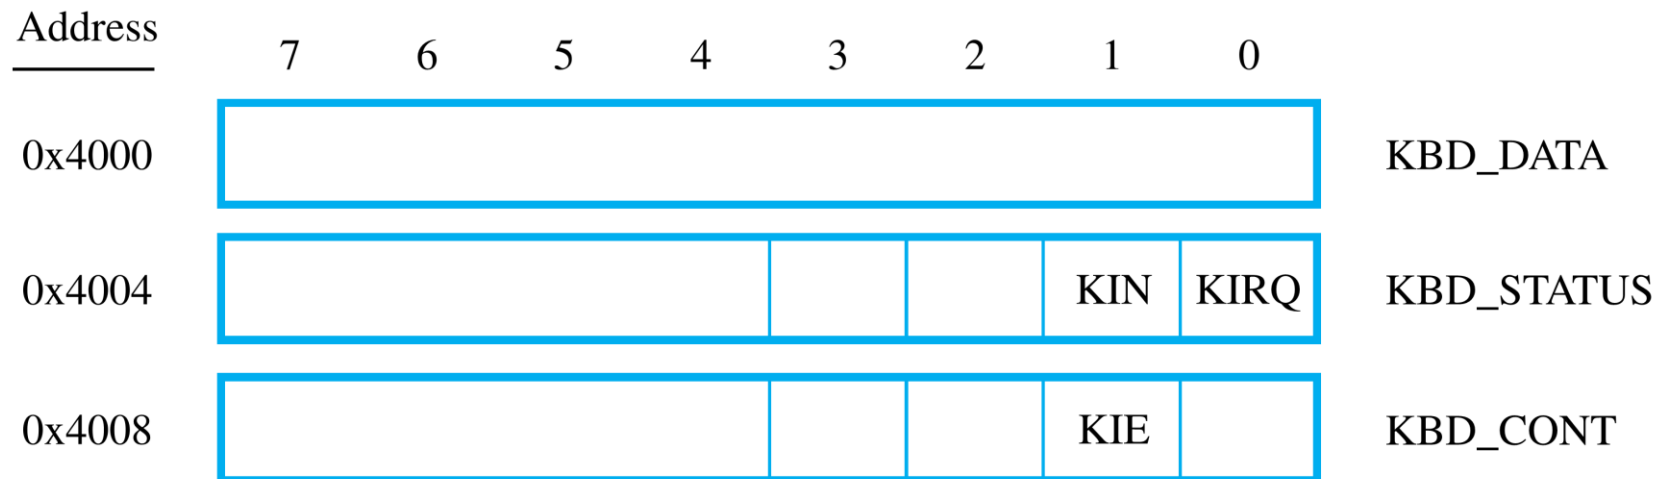 Address 7 6 5 4 3 2 1 0
0x4000 KBD_DATA
0x4004 KIN KIRQ KBD_STATUS
0x4008 KIE KBD_CONT